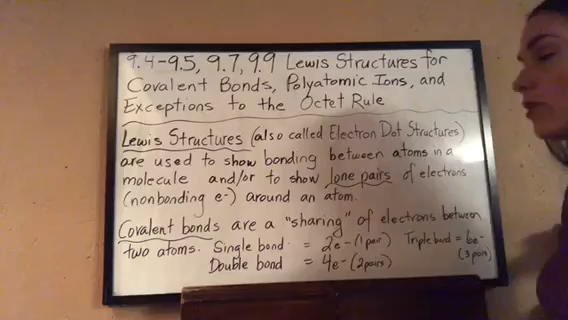 9.4-9.5, 9.7, 9.9 Lewis Structures for
Covalent Bonds, Polyatomic Ions, and
Exceptions to the Octet Rule
Lewis Structures (also called Electron Dot Structures)
are used to show bonding between atoms in a
molecule and/or to show lone pairs of electrons
(nonbonding e-) around an atom.
Covalent bonds are a "sharing" of electrons between
two atoms. Single bond = 2e- (1 pair) Triple bond = 6e-
Double bond = 4e- (2 pairs) (3 pairs)